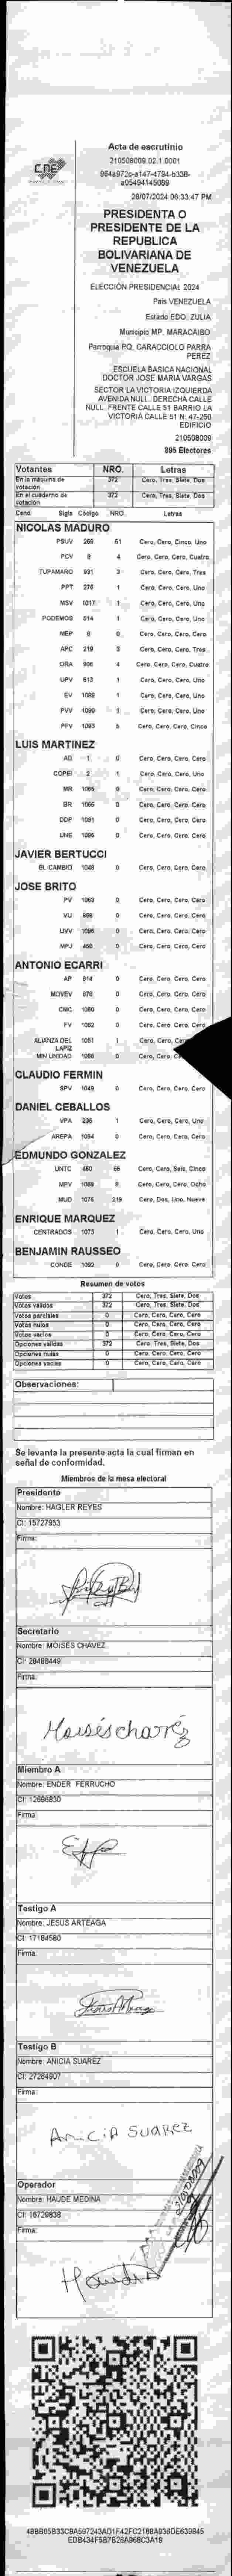 CNE
Acta de escrutinio
210508009.02.1.0001
954a972c-a147-4794-b338-
a05494145089
28/07/2024 06:33:47 PM
PRESIDENTA O
PRESIDENTE DE LA
REPUBLICA
BOLIVARIANA DE
VENEZUELA
ELECCIÓN PRESIDENCIAL 2024
País VENEZUELA
Estado EDO. ZULIA
Municipio MP. MARACAIBO
Parroquia PQ. CARACCIOLO PARRA
PEREZ
ESCUELA BASICA NACIONAL
DOCTOR JOSE MARIA VARGAS
SECTOR LA VICTORIA IZQUIERDA
AVENIDA NULL. DERECHA CALLE
NULL. FRENTE CALLE 51 BARRIO LA
VICTORIA CALLE 51 N: 47-250
EDIFICIO
210508009
895 Electores
Votantes NRO. Letras
En la máquina de votación 372 Cero, Tres, Siete, Dos
En el cuaderno de votación 372 Cero, Tres, Siete, Dos
Cand Sigla Código NRO. Letras
NICOLAS MADURO
PSUV 269 51 Cero, Cero, Cinco, Uno
PCV 8 4 Cero, Cero, Cero, Cuatro
TUPAMARO 931 3 Cero, Cero, Cero, Tres
PPT 276 1 Cero, Cero, Cero, Uno
MSV 1017 1 Cero, Cero, Cero, Uno
PODEMOS 514 1 Cero, Cero, Cero, Uno
MEP 6 0 Cero, Cero, Cero, Cero
APC 219 3 Cero, Cero, Cero, Tres
ORA 906 4 Cero, Cero, Cero, Cuatro
UPV 513 1 Cero, Cero, Cero, Uno
EV 1089 1 Cero, Cero, Cero, Uno
PVV 1090 1 Cero, Cero, Cero, Uno
PFV 1093 5 Cero, Cero, Cero, Cinco
LUIS MARTINEZ
AD 1 0 Cero, Cero, Cero, Cero
COPEI 2 1 Cero, Cero, Cero, Uno
MR 1065 0 Cero, Cero, Cero, Cero
BR 1066 0 Cero, Cero, Cero, Cero
DDP 1091 0 Cero, Cero, Cero, Cero
UNE 1095 0 Cero, Cero, Cero, Cero
JAVIER BERTUCCI
EL CAMBIO 1048 0 Cero, Cero, Cero, Cero
JOSE BRITO
PV 1063 0 Cero, Cero, Cero, Cero
VU 868 0 Cero, Cero, Cero, Cero
UVV 1096 0 Cero, Cero, Cero, Cero
MPJ 458 0 Cero, Cero, Cero, Cero
ANTONIO ECARRI
AP 914 0 Cero, Cero, Cero, Cero
MOVEV 978 0 Cero, Cero, Cero, Cero
CMC 1080 0 Cero, Cero, Cero, Cero
FV 1082 0 Cero, Cero, Cero, Cero
ALIANZA DEL LAPIZ 1081 1 Cero, Cero,
MIN UNIDAD 1088 0 Cero, Cero,
CLAUDIO FERMIN
SPV 1049 0 Cero, Cero, Cero, Cero
DANIEL CEBALLOS
VPA 236 1 Cero, Cero, Cero, Uno
AREPA 1094 0 Cero, Cero, Cero, Cero
EDMUNDO GONZALEZ
UNTC 480 65 Cero, Cero, Seis, Cinco
MPV 1069 8 Cero, Cero, Cero, Ocho
MUD 1076 219 Cero, Dos, Uno, Nueve
ENRIQUE MARQUEZ
CENTRADOS 1073 1 Cero, Cero, Cero, Uno
BENJAMIN RAUSSEO
CONDE 1092 0 Cero, Cero, Cero, Cero
Resumen de votos
Votos 372 Cero, Tres, Siete, Dos
Votos válidos 372 Cero, Tres, Siete, Dos
Votos parciales 0 Cero, Cero, Cero, Cero
Votos nulos 0 Cero, Cero, Cero, Cero
Votos vacíos 0 Cero, Cero, Cero, Cero
Opciones válidas 372 Cero, Tres, Siete, Dos
Opciones nulas 0 Cero, Cero, Cero, Cero
Opciones vacías 0 Cero, Cero, Cero, Cero
Observaciones:
Se levanta la presente acta la cual firman en
señal de conformidad.
Miembros de la mesa electoral
Presidente
Nombre: HAGLER REYES
CI: 15727953
Firma:
Secretario
Nombre: MOISES CHAVEZ
CI: 28488449
Firma:
Moisés chavéz
Miembro A
Nombre: ENDER FERRUCHO
CI: 12696830
Firma:
Testigo A
Nombre: JESUS ARTEAGA
CI: 17184580
Firma:
Testigo B
Nombre: ANICIA SUAREZ
CI: 27264907
Firma:
Anicia SUAREZ
Operador
Nombre: HAUDE MEDINA
CI: 16729838
Firma:
210508009